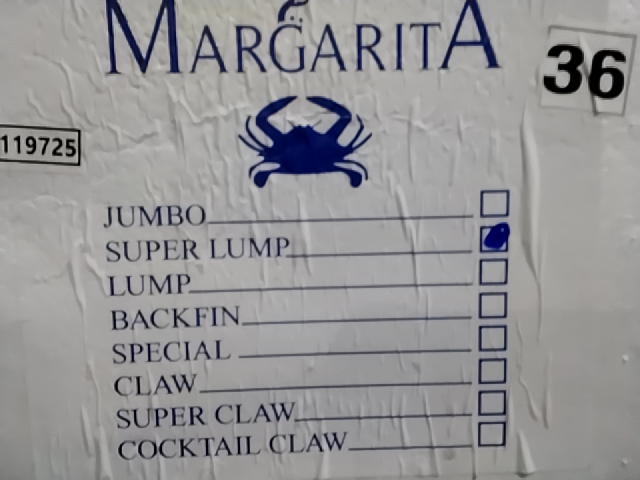 MARGARITA
36
119725
JUMBO
SUPER LUMP
LUMP
BACKFIN
SPECIAL
CLAW
SUPER CLAW
COCKTAIL CLAW